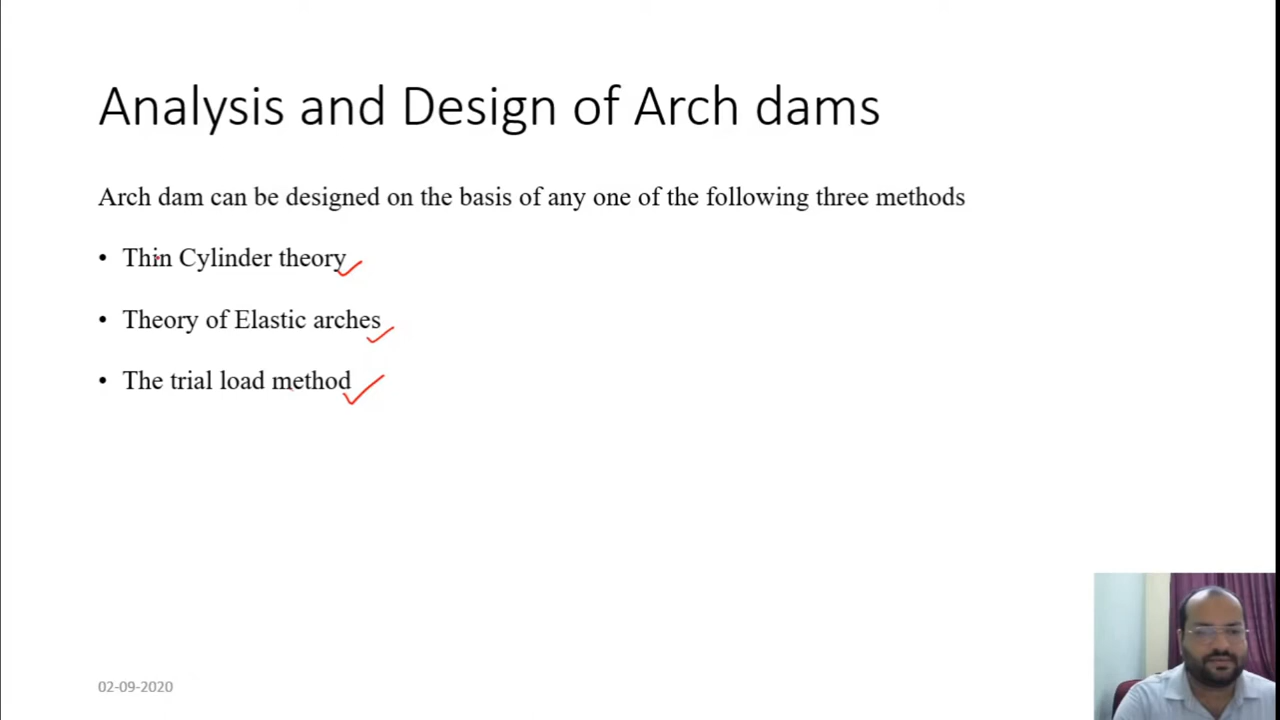 Analysis and Design of Arch dams
Arch dam can be designed on the basis of any one of the following three methods
• Thin Cylinder theory
• Theory of Elastic arches
• The trial load method
02-09-2020